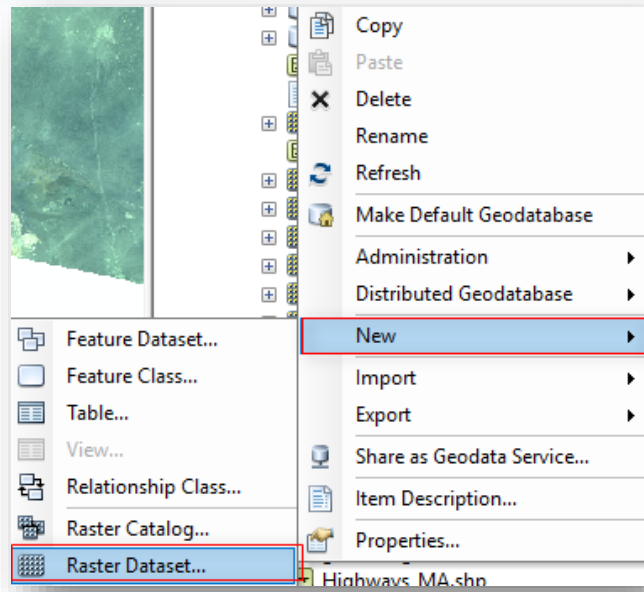 Copy
Paste
Delete
Rename
Refresh
Make Default Geodatabase
Administration
Distributed Geodatabase
New
Import
Export
Share as Geodata Service...
Item Description...
Properties...
Feature Dataset...
Feature Class...
Table...
View...
Relationship Class...
Raster Catalog...
Raster Dataset...
Highways_MA.shp